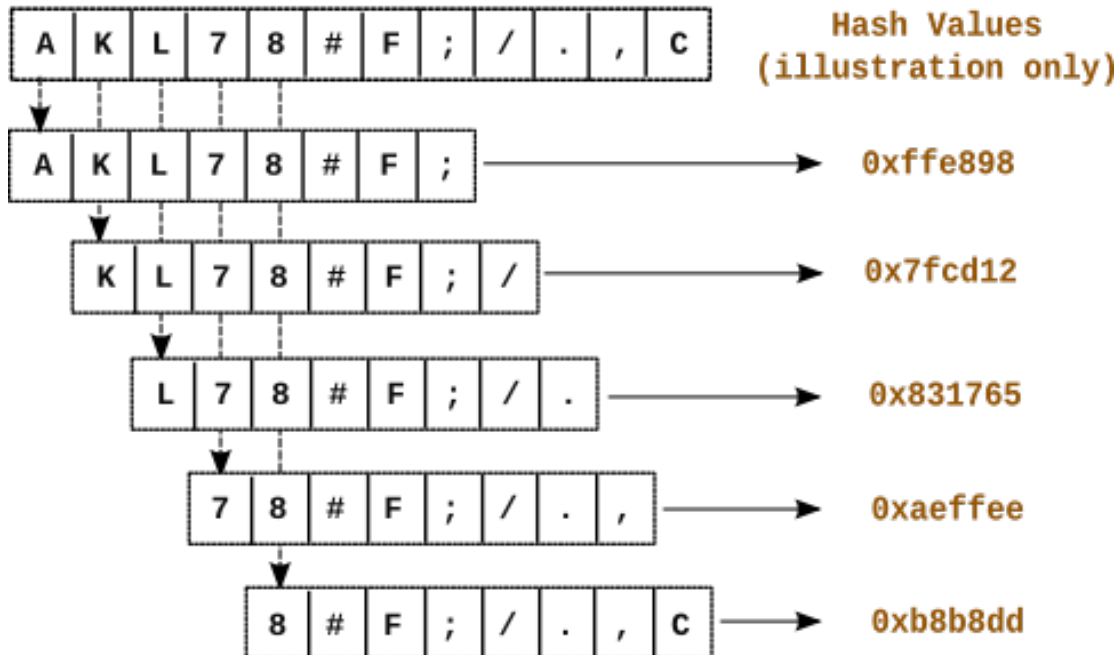 A K L 7 8 # F ; / . , C
Hash Values
(illustration only)
A K L 7 8 # F ;
0xffe898
K L 7 8 # F ; /
0x7fcd12
L 7 8 # F ; / .
0x831765
7 8 # F ; / . ,
0xaeffee
8 # F ; / . , C
0xb8b8dd